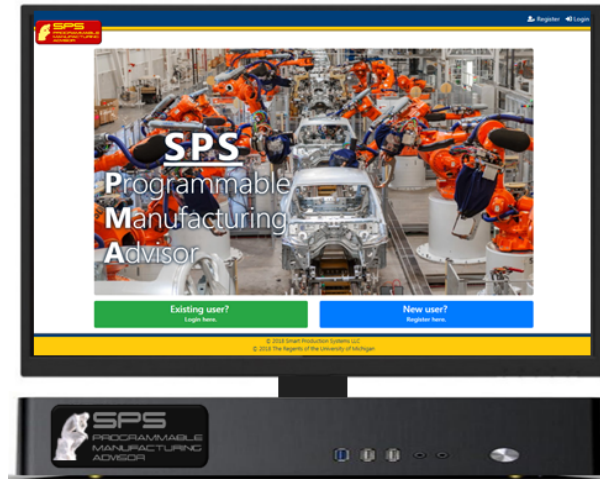 Register Login
SPS
PROGRAMMABLE
MANUFACTURING
ADVISOR
SPS
Programmable
Manufacturing
Advisor
Existing user?
Login here.
New user?
Register here.
© 2018 Smart Production Systems LLC
© 2018 The Regents of the University of Michigan
SPS
PROGRAMMABLE
MANUFACTURING
ADVISOR